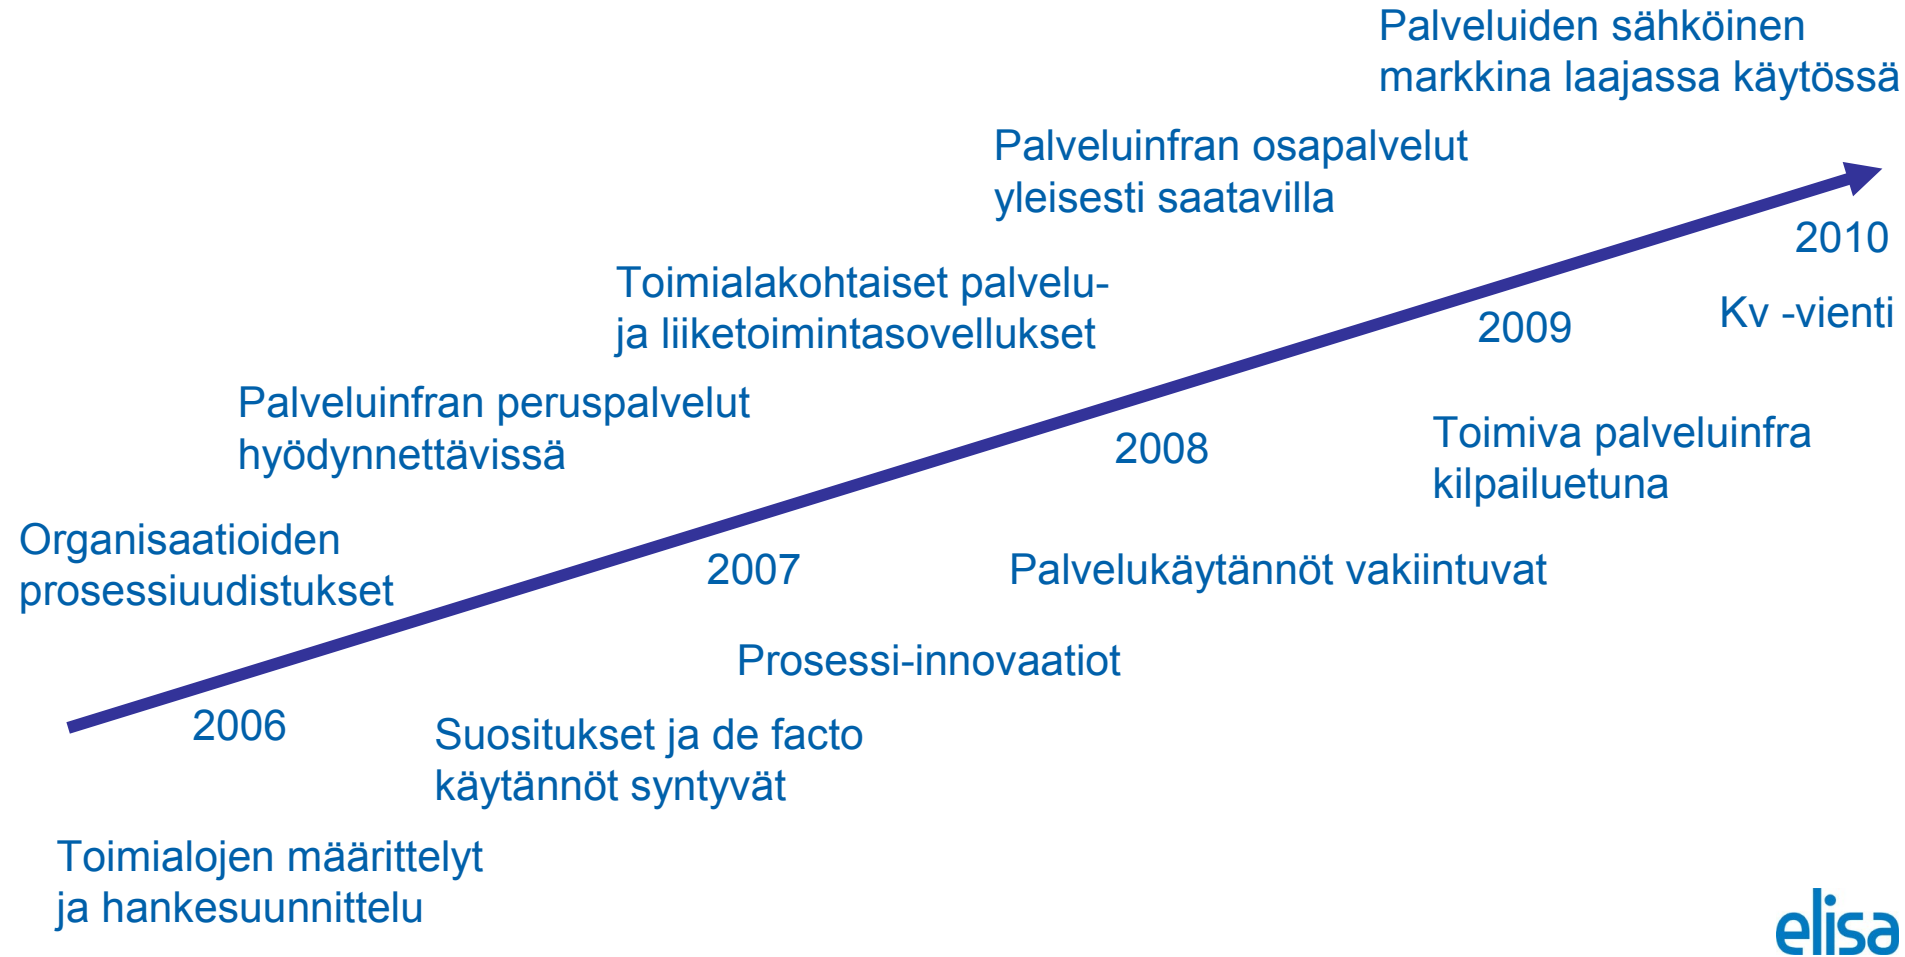 Palveluiden sähköinen
markkina laajassa käytössä
Palveluinfran osapalvelut
yleisesti saatavilla
2010
Toimialakohtaiset palvelu-
ja liiketoimintasovellukset
Kv -vienti
2009
Palveluinfran peruspalvelut
hyödynnettävissä
2008
Toimiva palveluinfra
kilpailuetuna
Organisaatioiden
prosessiuudistukset
2007
Palvelukäytännöt vakiintuvat
Prosessi-innovaatiot
2006
Suositukset ja de facto
käytännöt syntyvät
Toimialojen määrittelyt
ja hankesuunnittelu
elisa